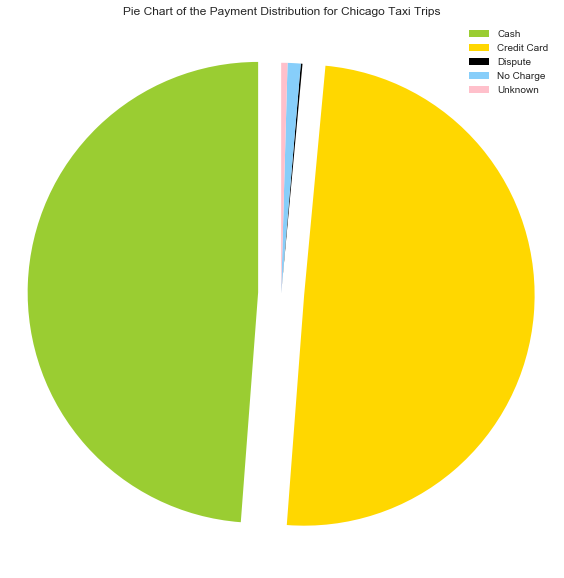 Pie Chart of the Payment Distribution for Chicago Taxi Trips
Cash
Credit Card
Dispute
No Charge
Unknown